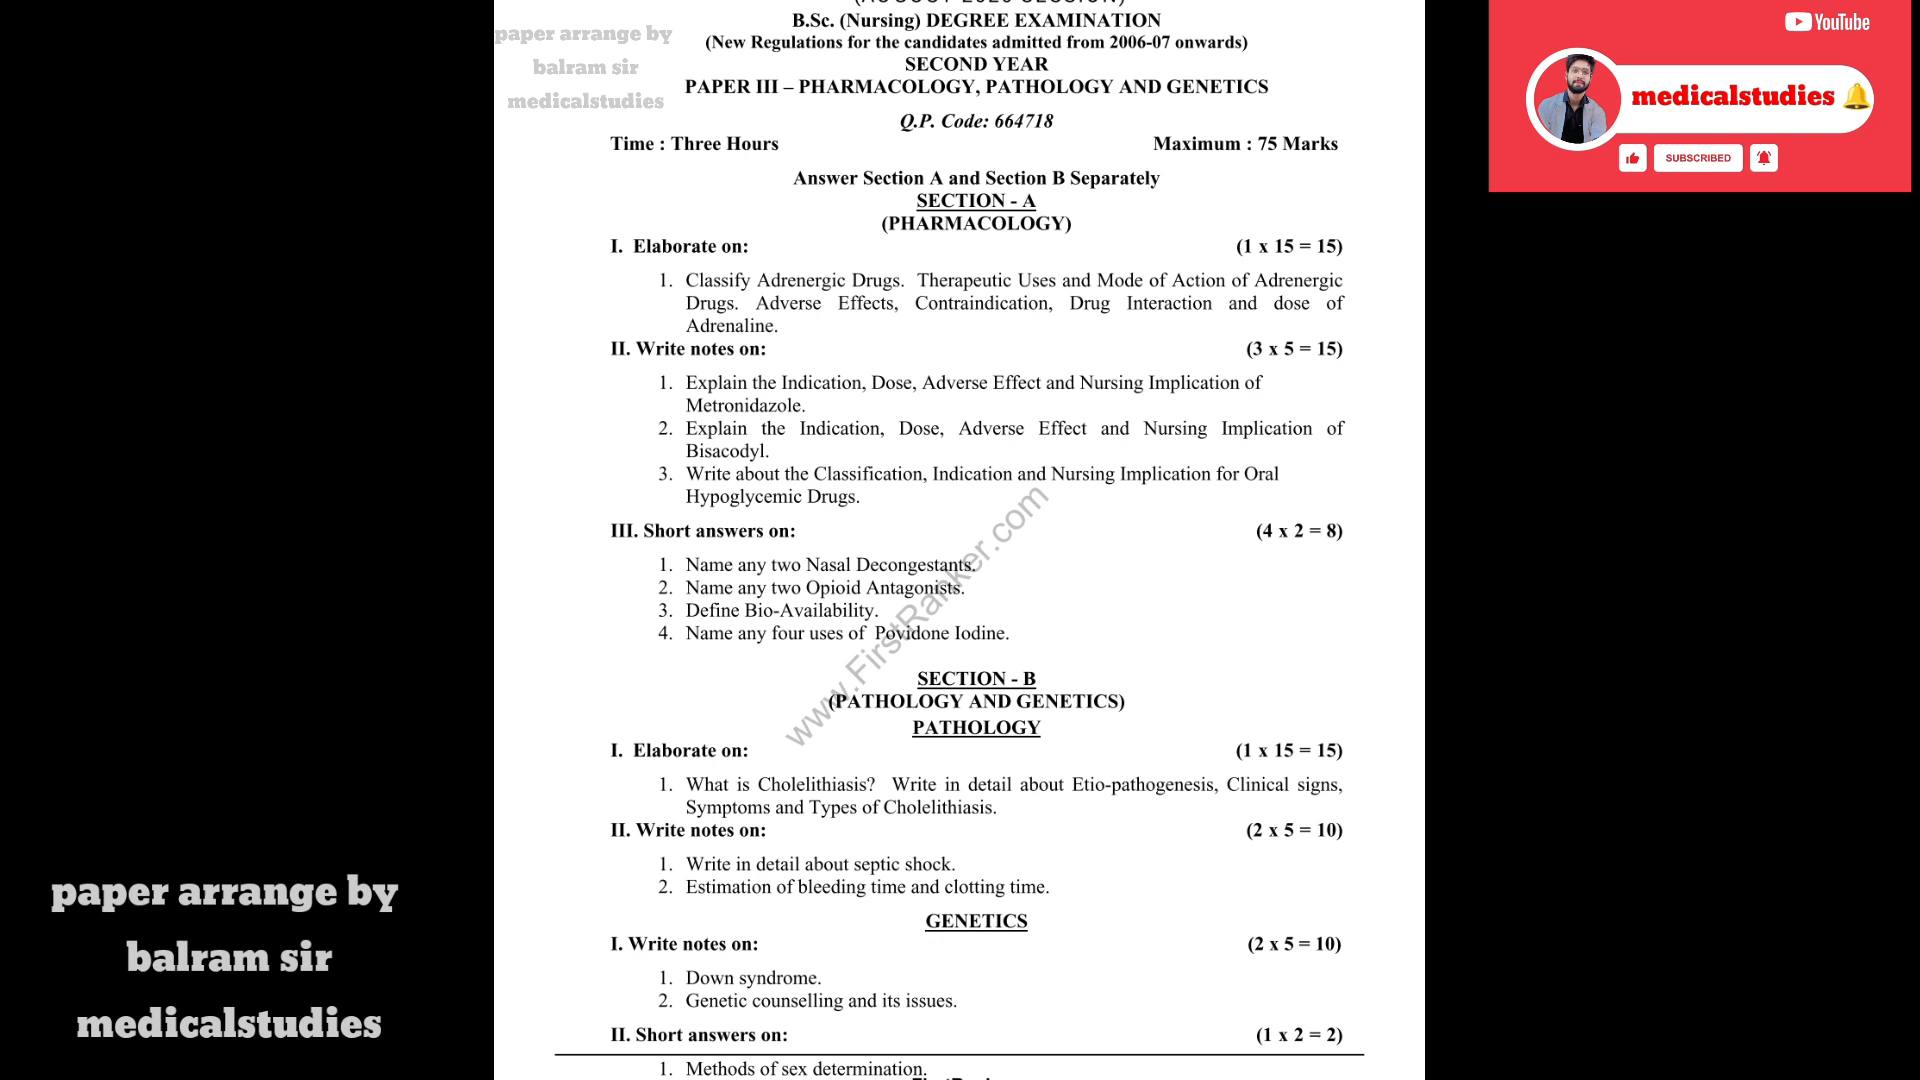 (AUGUST 2020 SESSION)
B.Sc. (Nursing) DEGREE EXAMINATION
(New Regulations for the candidates admitted from 2006-07 onwards)
SECOND YEAR
PAPER III – PHARMACOLOGY, PATHOLOGY AND GENETICS
Q.P. Code: 664718
Time : Three Hours Maximum : 75 Marks
Answer Section A and Section B Separately
SECTION - A
(PHARMACOLOGY)
I. Elaborate on: (1 x 15 = 15)
1. Classify Adrenergic Drugs. Therapeutic Uses and Mode of Action of Adrenergic
Drugs. Adverse Effects, Contraindication, Drug Interaction and dose of
Adrenaline.
II. Write notes on: (3 x 5 = 15)
1. Explain the Indication, Dose, Adverse Effect and Nursing Implication of
Metronidazole.
2. Explain the Indication, Dose, Adverse Effect and Nursing Implication of
Bisacodyl.
3. Write about the Classification, Indication and Nursing Implication for Oral
Hypoglycemic Drugs.
III. Short answers on: (4 x 2 = 8)
1. Name any two Nasal Decongestants.
2. Name any two Opioid Antagonists.
3. Define Bio-Availability.
4. Name any four uses of Povidone Iodine.
SECTION - B
(PATHOLOGY AND GENETICS)
PATHOLOGY
I. Elaborate on: (1 x 15 = 15)
1. What is Cholelithiasis? Write in detail about Etio-pathogenesis, Clinical signs,
Symptoms and Types of Cholelithiasis.
II. Write notes on: (2 x 5 = 10)
1. Write in detail about septic shock.
2. Estimation of bleeding time and clotting time.
GENETICS
I. Write notes on: (2 x 5 = 10)
1. Down syndrome.
2. Genetic counselling and its issues.
II. Short answers on: (1 x 2 = 2)
1. Methods of sex determination.
www.FirstRanker.com
paper arrange by
balram sir
medicalstudies
paper arrange by
balram sir
medicalstudies
YouTube
medicalstudies
SUBSCRIBED